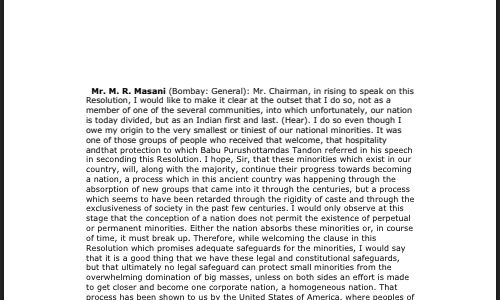 Mr. M. R. Masani (Bombay: General): Mr. Chairman, in rising to speak on this
Resolution, I would like to make it clear at the outset that I do so, not as a
member of one of the several communities, into which unfortunately, our nation
is today divided, but as an Indian first and last. (Hear). I do so even though I
owe my origin to the very smallest or tiniest of our national minorities. It was
one of those groups of people who received that welcome, that hospitality
andthat protection to which Babu Purushottamdas Tandon referred in his speech
in seconding this Resolution. I hope, Sir, that these minorities which exist in our
country, will, along with the majority, continue their progress towards becoming
a nation, a process which in this ancient country was happening through the
absorption of new groups that came into it through the centuries, but a process
which seems to have been retarded through the rigidity of caste and through the
exclusiveness of society in the past few centuries. I would only observe at this
stage that the conception of a nation does not permit the existence of perpetual
or permanent minorities. Either the nation absorbs these minorities or, in course
of time, it must break up. Therefore, while welcoming the clause in this
Resolution which promises adequate safeguards for the minorities, I would say
that it is a good thing that we have these legal and constitutional safeguards,
but that ultimately no legal safeguard can protect small minorities from the
overwhelming domination of big masses, unless on both sides an effort is made
to get closer and become one corporate nation, a homogeneous nation. That
process has been shown to us by the United States of America, where peoples of